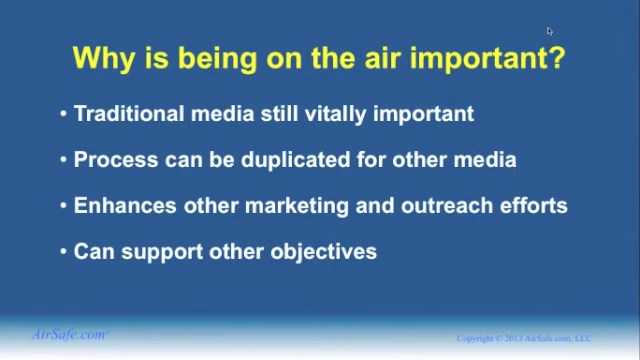 Why is being on the air important?
• Traditional media still vitally important
• Process can be duplicated for other media
• Enhances other marketing and outreach efforts
• Can support other objectives
AirSafe.com®
Copyright © 2013 AirSafe.com, LLC